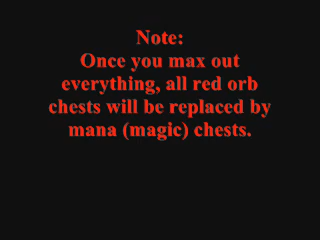 Note:
Once you max out
everything, all red orb
chests will be replaced by
mana (magic) chests.